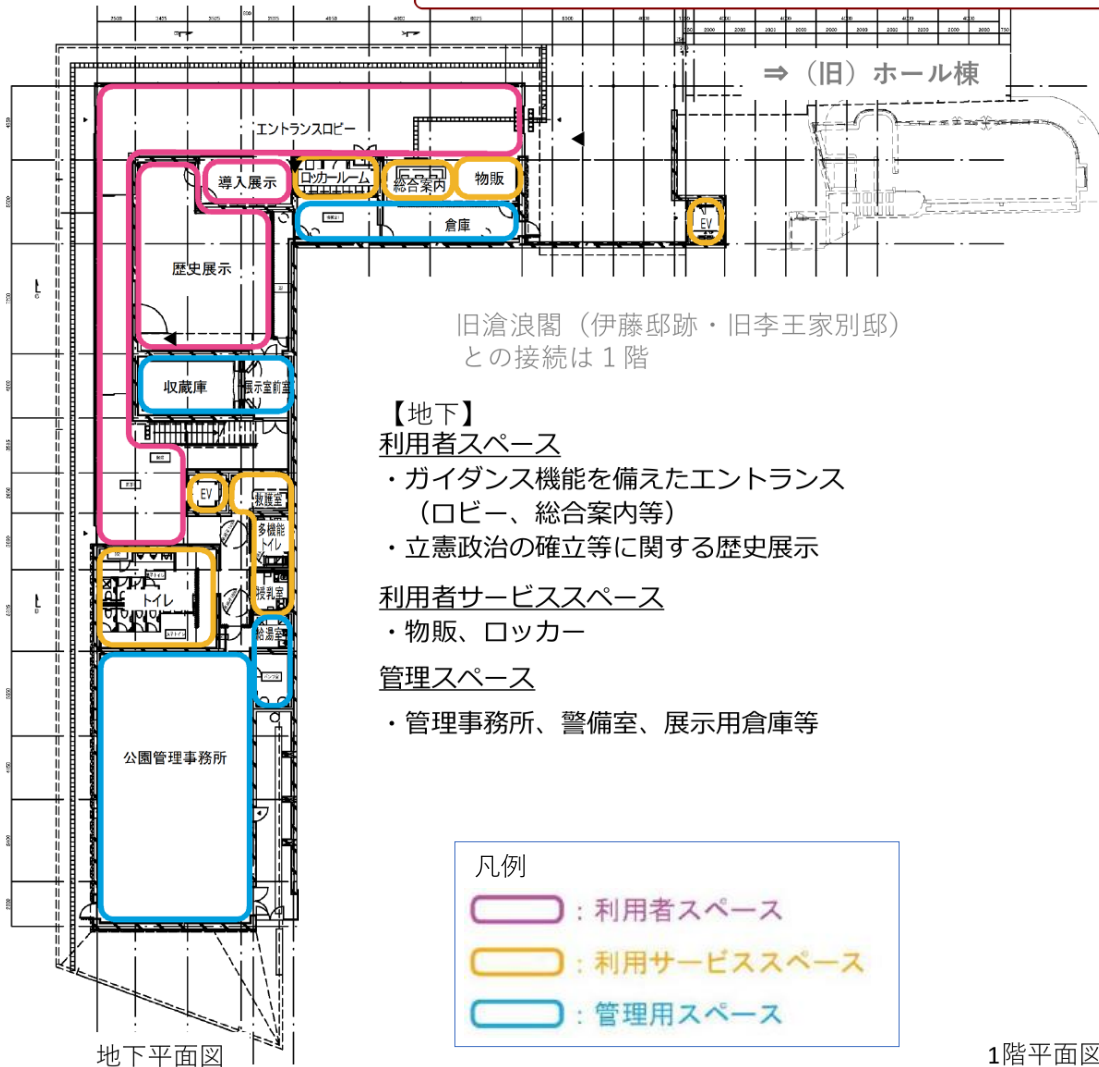 ⇒（旧）ホール棟
エントランスロビー
導入展示
ロッカールーム
総合案内
物販
倉庫
EV
歴史展示
旧滄浪閣（伊藤邸跡・旧李王家別邸）
との接続は１階
収蔵庫
展示室前室
【地下】
利用者スペース
・ガイダンス機能を備えたエントランス
（ロビー、総合案内等）
・立憲政治の確立等に関する歴史展示
EV
救護室
多機能
トイレ
授乳室
トイレ
利用者サービススペース
・物販、ロッカー
給湯室
管理スペース
・管理事務所、警備室、展示用倉庫等
公園管理事務所
凡例
：利用者スペース
：利用サービススペース
：管理用スペース
地下平面図
1階平面図